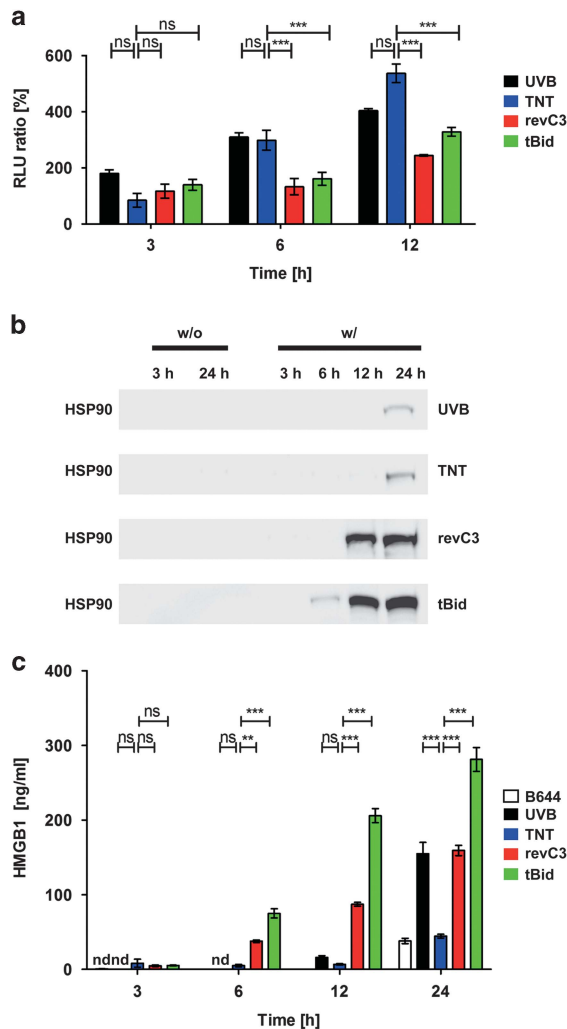 a
ns
***
***
ns
ns
ns
***
ns
***
600
400
200
0
RLU ratio [%]
3
6
12
Time [h]
UVB
TNT
revC3
tBid
b
w/o
w/
3 h
24 h
3 h
6 h
12 h
24 h
HSP90
UVB
HSP90
TNT
HSP90
revC3
HSP90
tBid
c
400
300
200
100
0
HMGB1 [ng/ml]
ns
***
***
***
ns
ns
ns
**
ns
***
***
***
ndnd
nd
3
6
12
24
Time [h]
B644
UVB
TNT
revC3
tBid